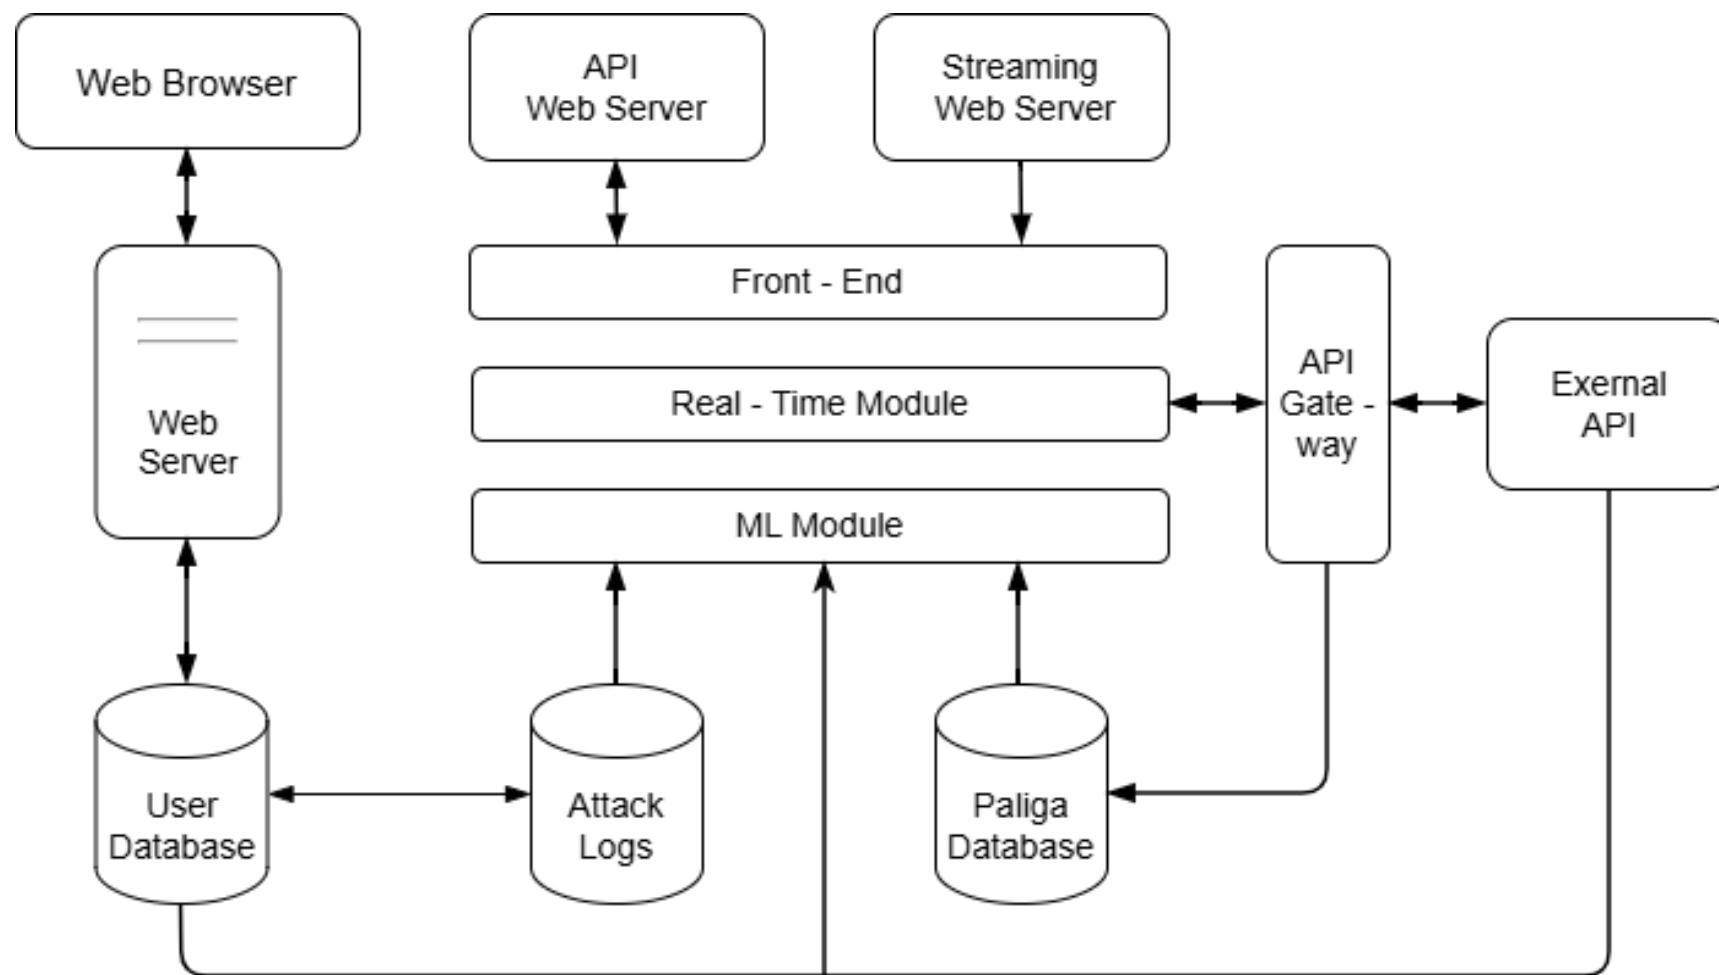 Web Browser
API
Web Server
Streaming
Web Server
Front - End
Real - Time Module
ML Module
API
Gate -
way
Exernal
API
Web
Server
User
Database
Attack
Logs
Paliga
Database